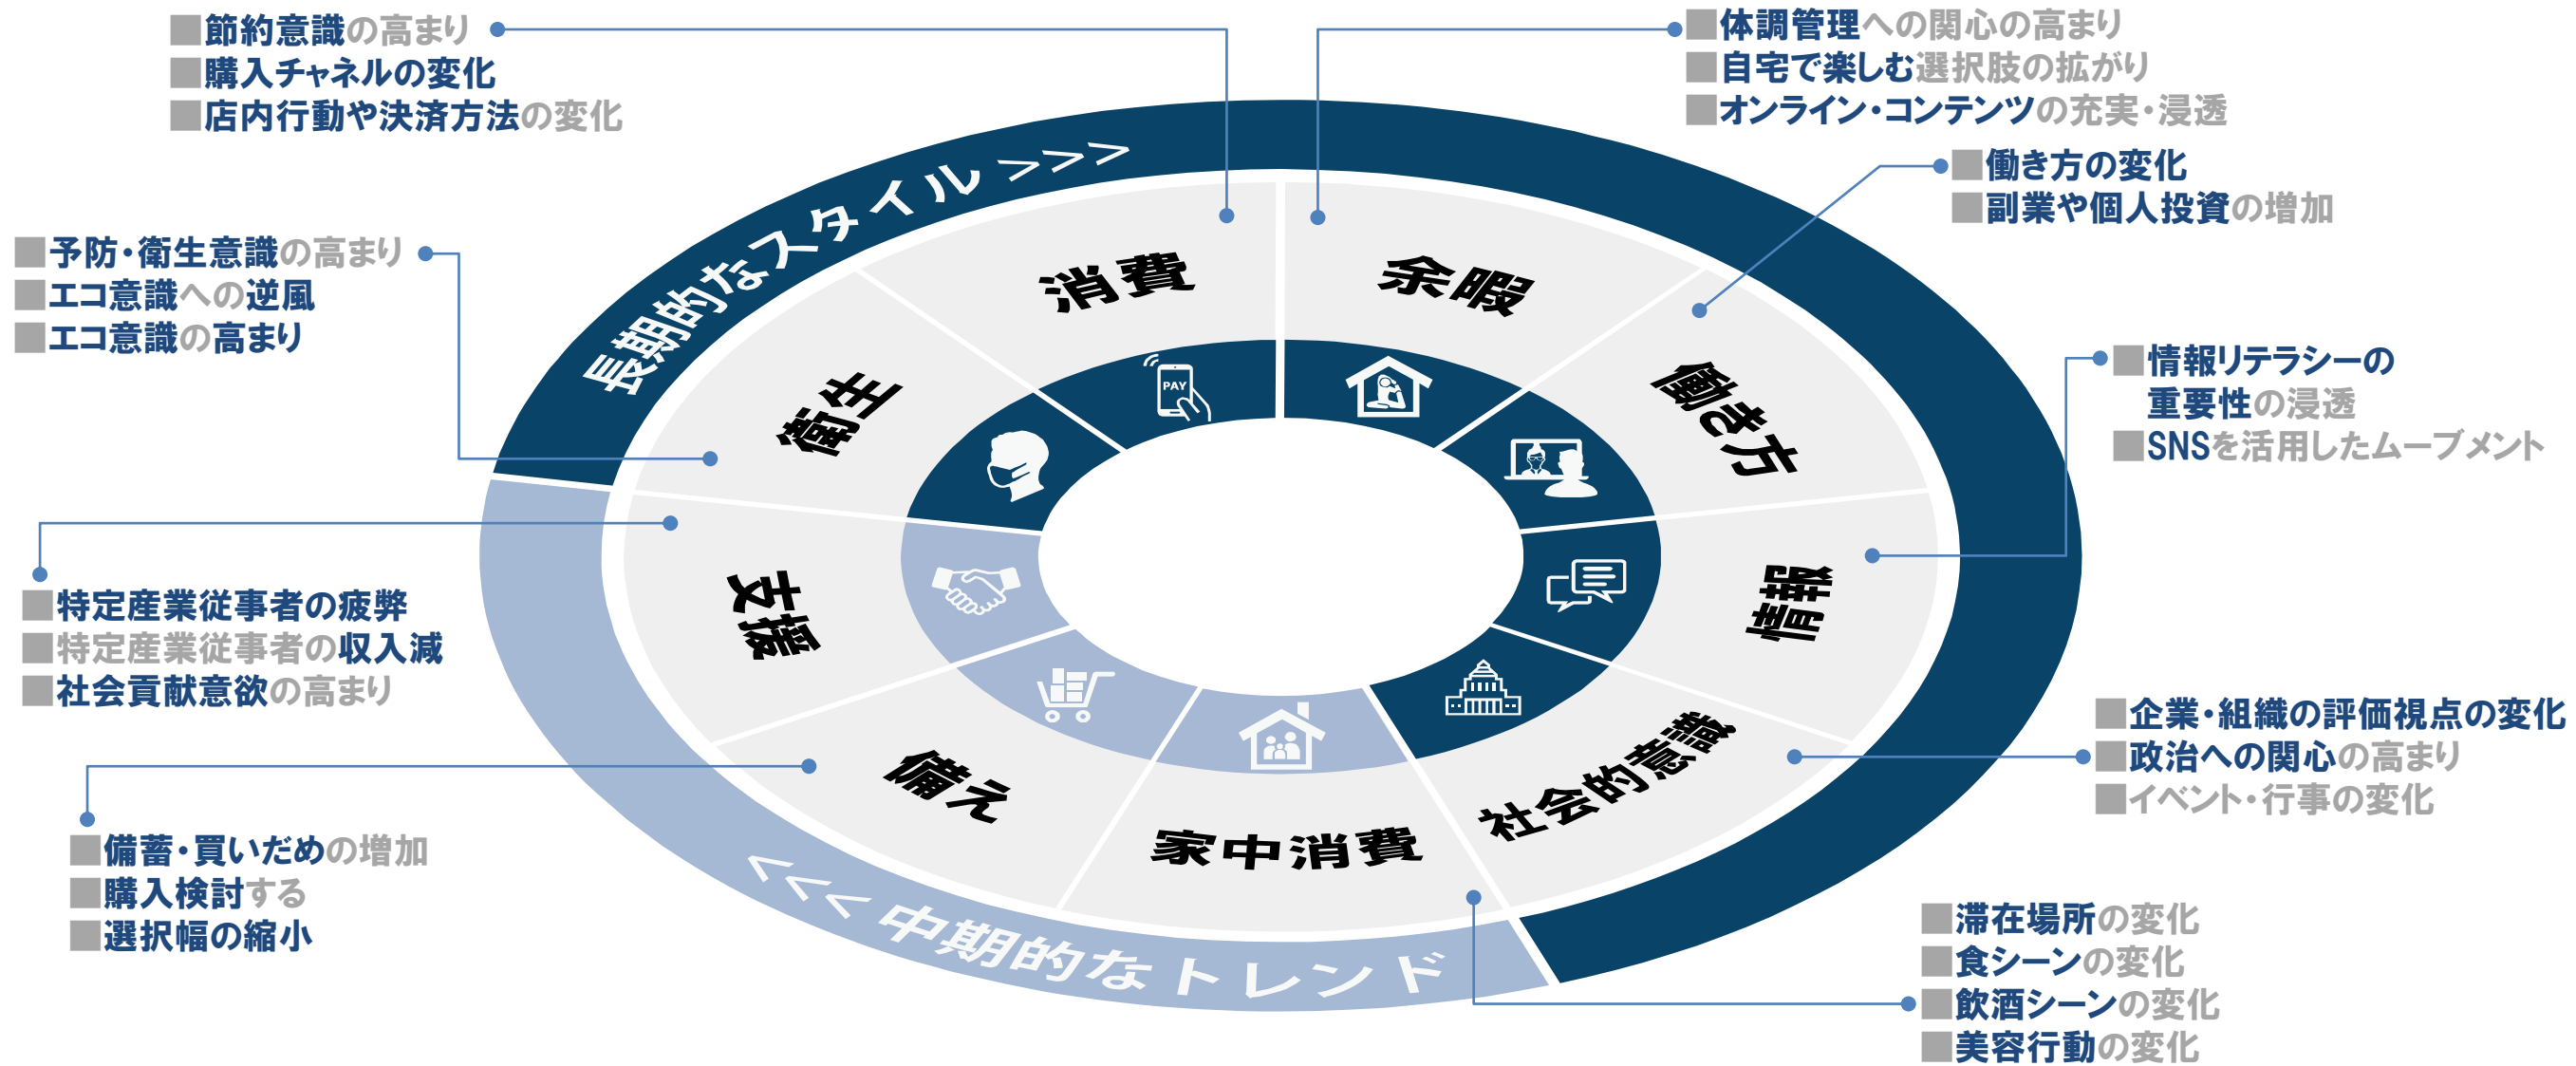 ■節約意識の高まり
■購入チャネルの変化
■店内行動や決済方法の変化
■体調管理への関心の高まり
■自宅で楽しむ選択肢の拡がり
■オンライン・コンテンツの充実・浸透
■働き方の変化
■副業や個人投資の増加
■予防・衛生意識の高まり
■エコ意識への逆風
■エコ意識の高まり
■情報リテラシーの
重要性の浸透
■SNSを活用したムーブメント
■特定産業従事者の疲弊
■特定産業従事者の収入減
■社会貢献意欲の高まり
■企業・組織の評価視点の変化
■政治への関心の高まり
■イベント・行事の変化
■備蓄・買いだめの増加
■購入検討する
■選択幅の縮小
■滞在場所の変化
■食シーンの変化
■飲酒シーンの変化
■美容行動の変化
長期的なスタイル >>>
<<< 中期的なトレンド
消費
余暇
働き方
情報
社会的意識
家中消費
備え
支援
衛生
PAY